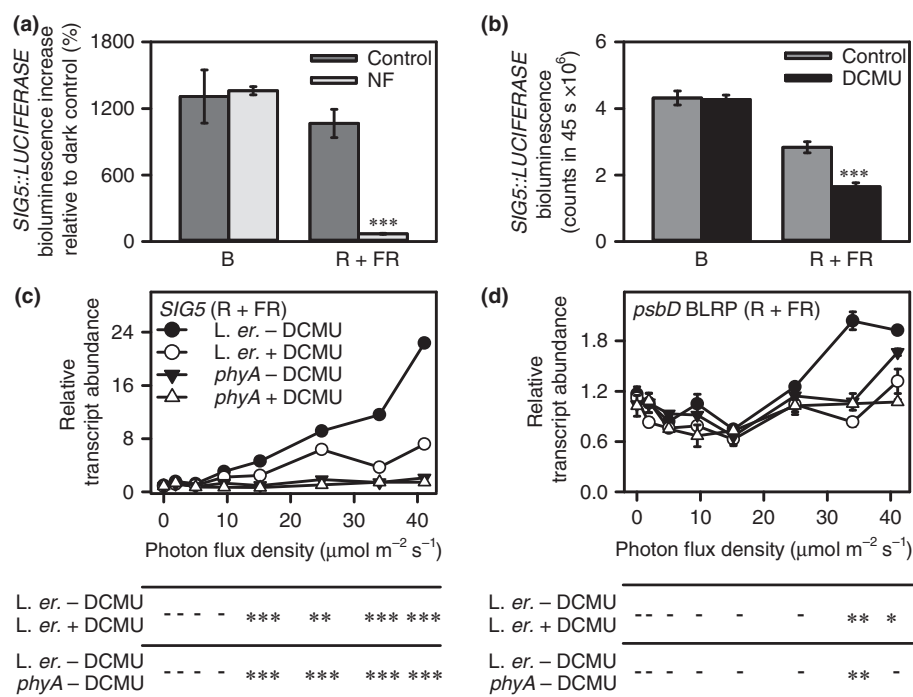 (a)
SIG5::LUCIFERASE
bioluminescence increase
relative to dark control (%)
1800
1200
600
0
Control
NF
***
B
R + FR
(b)
SIG5::LUCIFERASE
bioluminescence
(counts in 45 s ×10⁶)
6
4
2
0
Control
DCMU
***
B
R + FR
(c)
SIG5 (R + FR)
L. er. – DCMU
L. er. + DCMU
phyA – DCMU
phyA + DCMU
Relative
transcript abundance
24
16
8
0
0 10 20 30 40
Photon flux density (μmol m⁻² s⁻¹)
(d)
psbD BLRP (R + FR)
Relative
transcript abundance
1.8
1.2
0.6
0.0
0 10 20 30 40
Photon flux density (μmol m⁻² s⁻¹)
L. er. – DCMU
L. er. + DCMU
- - - - *** ** *** ***
L. er. – DCMU
phyA – DCMU
- - - - *** *** *** ***
L. er. – DCMU
L. er. + DCMU
- - - - - - ** *
L. er. – DCMU
phyA – DCMU
- - - - - - ** -